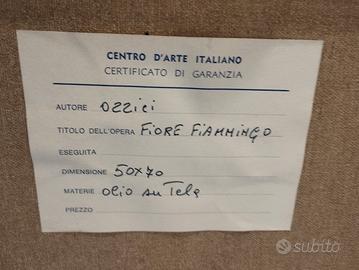 CENTRO D'ARTE ITALIANO
CERTIFICATO DI GARANZIA
AUTORE OZZICI
TITOLO DELL'OPERA FIORE FIAMMINGO
ESEGUITA
DIMENSIONE 50X70
MATERIE olio su Tela
PREZZO
subito